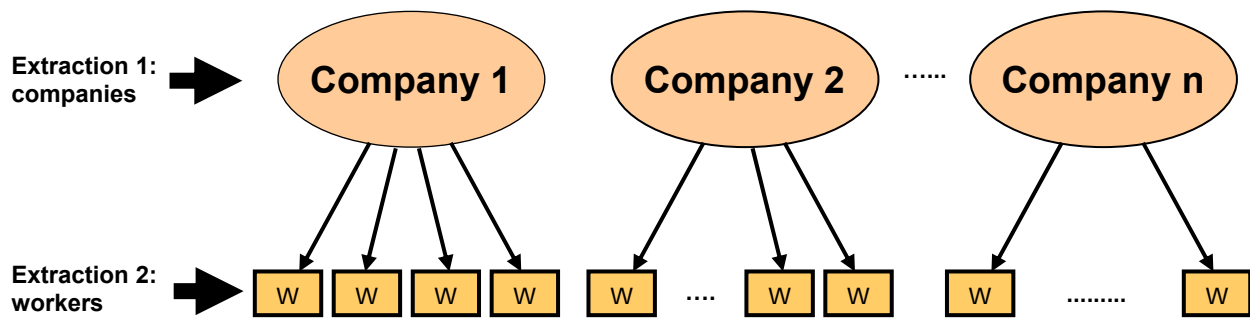 Extraction 1:
companies
Company 1
Company 2
…...
Company n
Extraction 2:
workers
W
W
W
W
W
....
W
W
W
.........
W